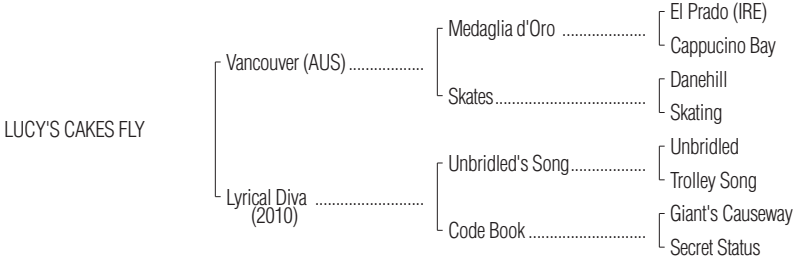 El Prado (IRE)
Medaglia d'Oro ....................
Cappucino Bay
Vancouver (AUS) ..................
Danehill
Skates....................................
Skating
LUCY'S CAKES FLY
Unbridled
Unbridled's Song..................
Trolley Song
Lyrical Diva ..........................
(2010)
Giant's Causeway
Code Book ............................
Secret Status